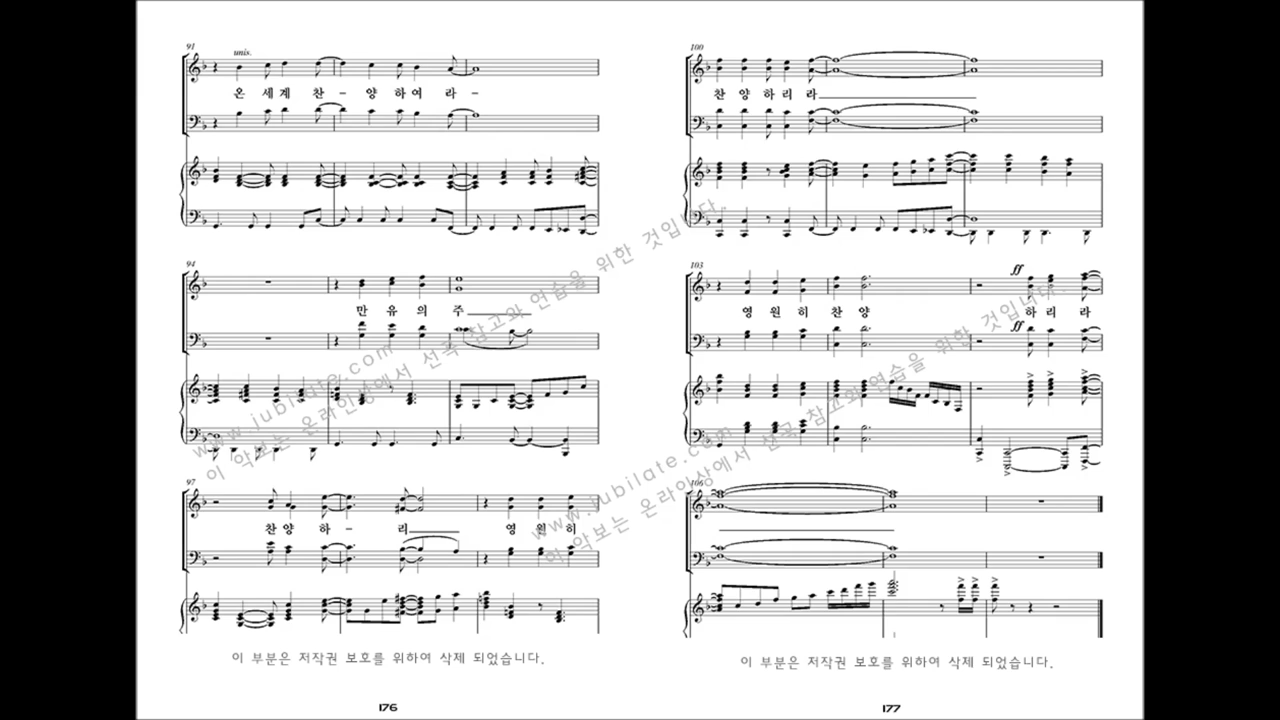 91
unis.
온 세 계 찬 - 양 하 여 라 -
94
만 유 의 주
97
찬 양 하 - 리 영 원 히
www.jubilate.com
이 악보는 온라인상에서 선곡 참고와 연습을 위한 것입니다.
이 부분은 저작권 보호를 위하여 삭제 되었습니다.
176
100
찬 양 하 리 라
103
ff
영 원 히 찬 양 하 리 라
ff
106
www.jubilate.com
이 악보는 온라인상에서 선곡 참고와 연습을 위한 것입니다.
이 부분은 저작권 보호를 위하여 삭제 되었습니다.
177